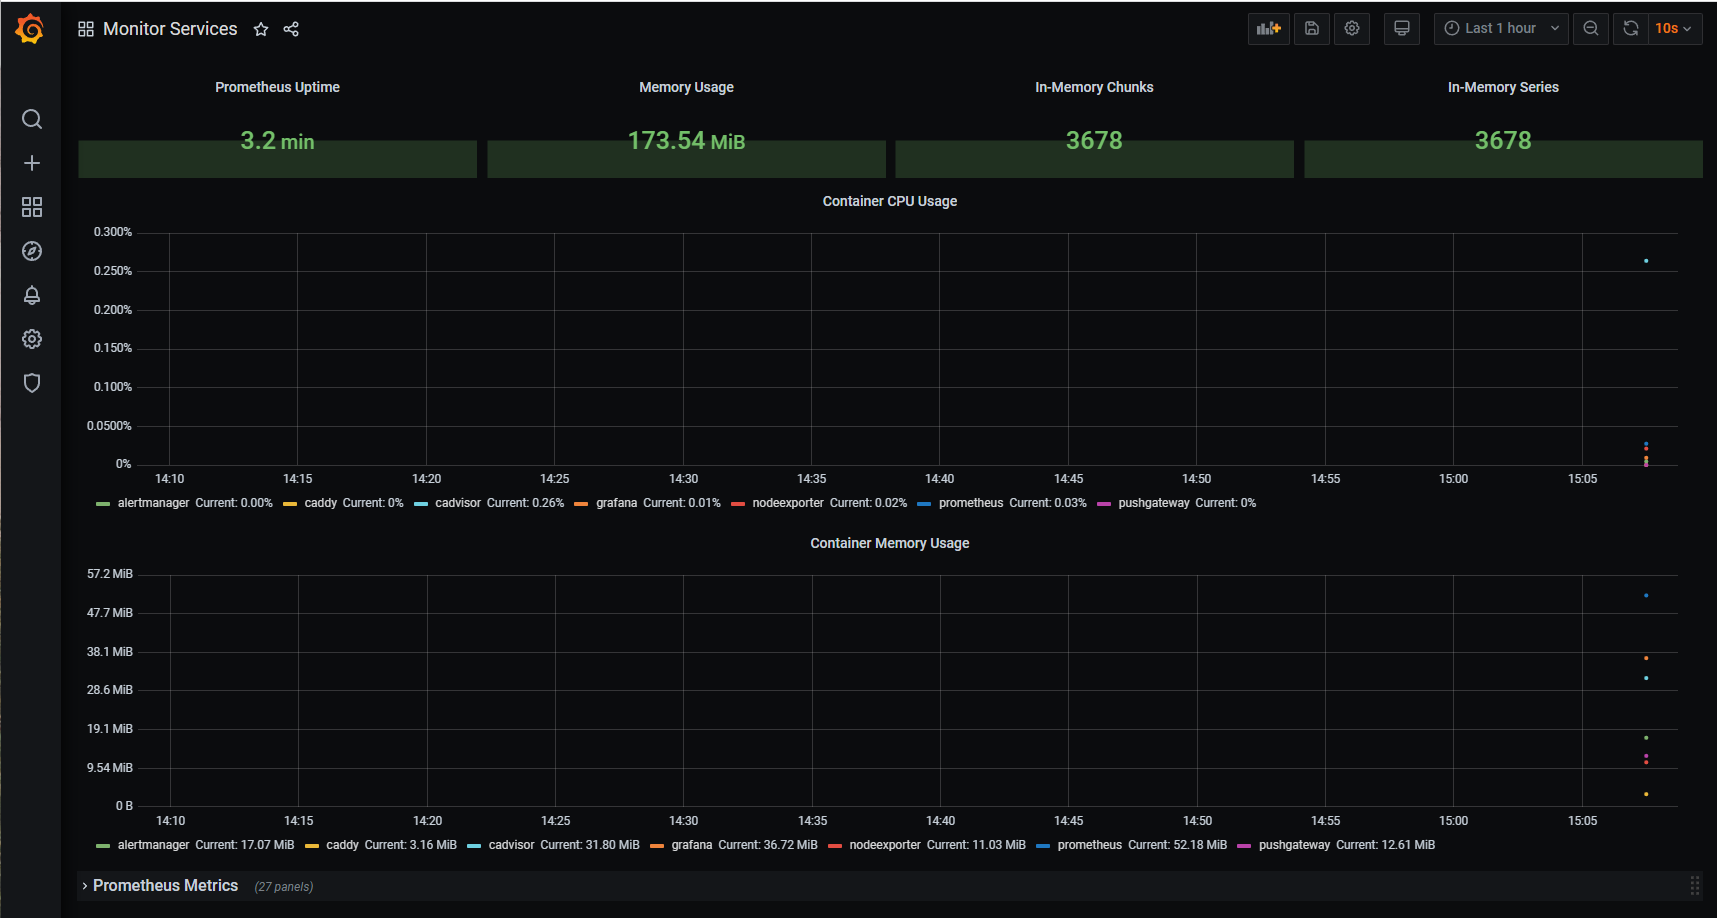 Monitor Services
Last 1 hour
10s
Prometheus Uptime
Memory Usage
In-Memory Chunks
In-Memory Series
3.2 min
173.54 MiB
3678
3678
Container CPU Usage
0.300%
0.250%
0.200%
0.150%
0.100%
0.0500%
0%
14:10 14:15 14:20 14:25 14:30 14:35 14:40 14:45 14:50 14:55 15:00 15:05
alertmanager Current: 0.00% caddy Current: 0% cadvisor Current: 0.26% grafana Current: 0.01% nodeexporter Current: 0.02% prometheus Current: 0.03% pushgateway Current: 0%
Container Memory Usage
57.2 MiB
47.7 MiB
38.1 MiB
28.6 MiB
19.1 MiB
9.54 MiB
0 B
14:10 14:15 14:20 14:25 14:30 14:35 14:40 14:45 14:50 14:55 15:00 15:05
alertmanager Current: 17.07 MiB caddy Current: 3.16 MiB cadvisor Current: 31.80 MiB grafana Current: 36.72 MiB nodeexporter Current: 11.03 MiB prometheus Current: 52.18 MiB pushgateway Current: 12.61 MiB
Prometheus Metrics (27 panels)